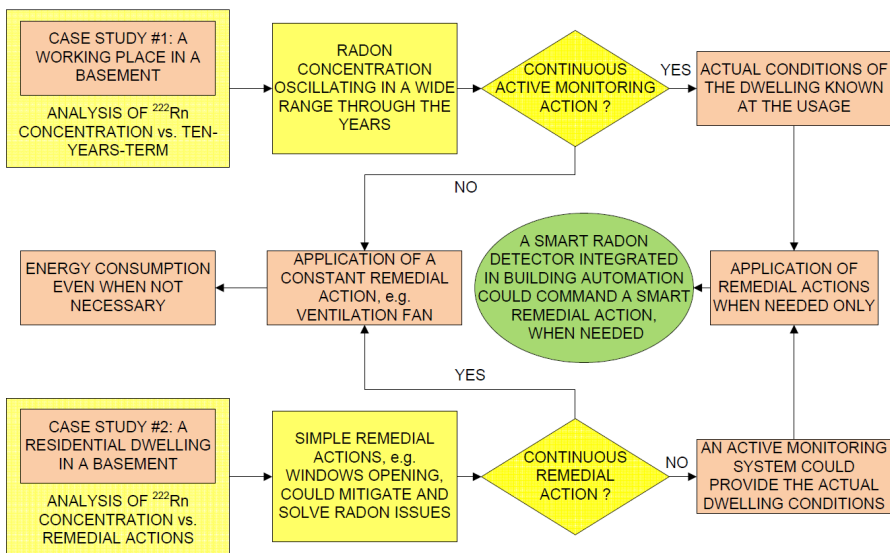 CASE STUDY #1: A
WORKING PLACE IN A
BASEMENT
ANALYSIS OF ²²²Rn
CONCENTRATION vs. TEN-
YEARS-TERM
RADON
CONCENTRATION
OSCILLATING IN A WIDE
RANGE THROUGH THE
YEARS
CONTINUOUS
ACTIVE MONITORING
ACTION ?
YES
ACTUAL CONDITIONS OF
THE DWELLING KNOWN
AT THE USAGE
NO
ENERGY CONSUMPTION
EVEN WHEN NOT
NECESSARY
APPLICATION OF A
CONSTANT REMEDIAL
ACTION, e.g.
VENTILATION FAN
A SMART RADON
DETECTOR INTEGRATED
IN BUILDING AUTOMATION
COULD COMMAND A SMART
REMEDIAL ACTION,
WHEN NEEDED
APPLICATION OF
REMEDIAL ACTIONS
WHEN NEEDED ONLY
YES
CASE STUDY #2: A
RESIDENTIAL DWELLING
IN A BASEMENT
ANALYSIS OF ²²²Rn
CONCENTRATION vs.
REMEDIAL ACTIONS
SIMPLE REMEDIAL
ACTIONS, e.g.
WINDOWS OPENING,
COULD MITIGATE AND
SOLVE RADON ISSUES
CONTINUOUS
REMEDIAL
ACTION ?
NO
AN ACTIVE MONITORING
SYSTEM COULD
PROVIDE THE ACTUAL
DWELLING CONDITIONS